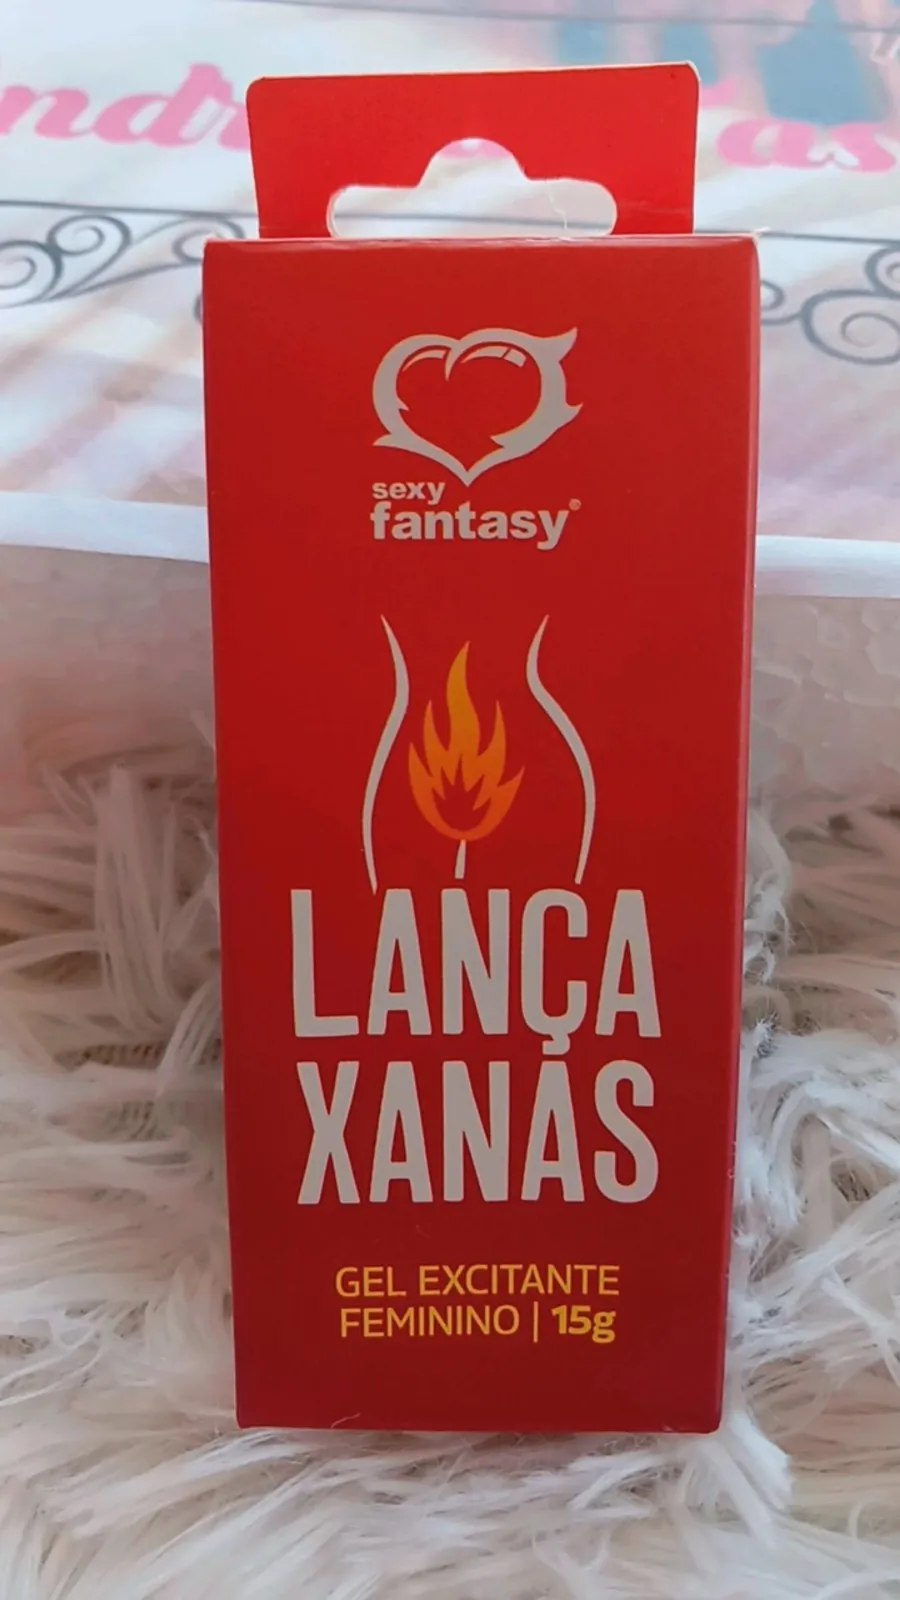 sexy
fantasy®
LANÇA
XANAS
GEL EXCITANTE
FEMININO | 15g